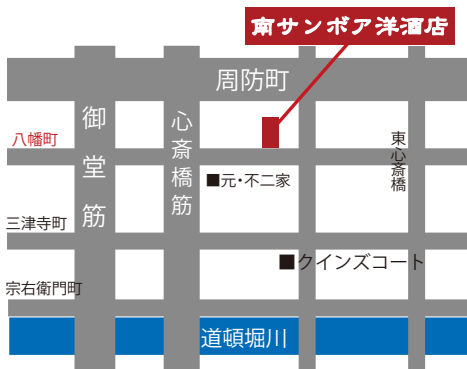 南サンボア洋酒店
周防町
御堂筋
心斎橋筋
八幡町
東心斎橋
■元・不二家
三津寺町
■クインズコート
宗右衛門町
道頓堀川